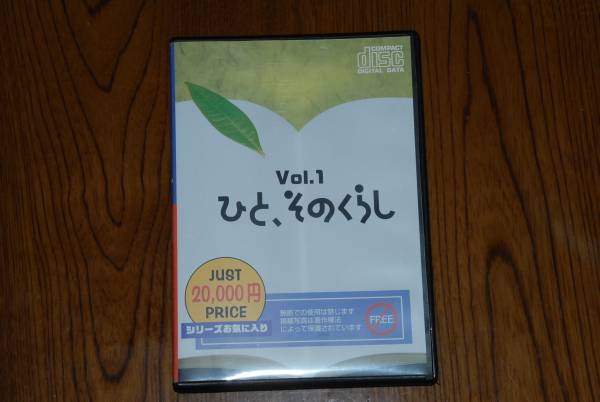 COMPACT
disc
DIGITAL DATA
Vol.1
ひと、そのくらし
JUST
20,000円
PRICE
シリーズお気に入り
無断での使用は禁じます
掲載写真は著作権法
によって保護されています
FREE